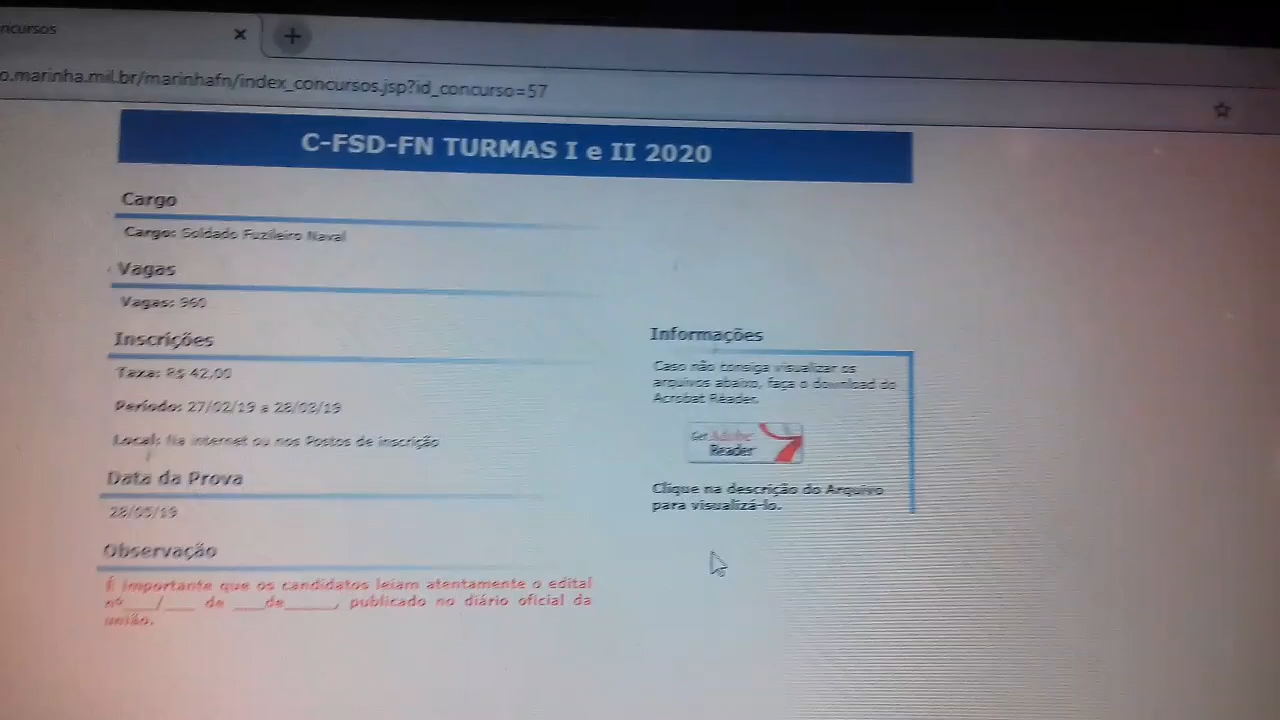 ncursos
o.marinha.mil.br/marinhafn/index_concursos.jsp?id_concurso=57
C-FSD-FN TURMAS I e II 2020
Cargo
Cargo: Soldado Fuzileiro Naval
Vagas
Vagas: 960
Inscrições
Taxa: R$ 42,00
Período: 27/02/19 a 28/03/19
Local: Na internet ou nos Postos de inscrição
Data da Prova
28/05/19
Observação
É importante que os candidatos leiam atentamente o edital
nº____/____ de ____de______, publicado no diário oficial da
união.
Informações
Caso não consiga visualizar os
arquivos abaixo, faça o download do
Acrobat Reader.
Get Adobe
Reader
Clique na descrição do Arquivo
para visualizá-lo.